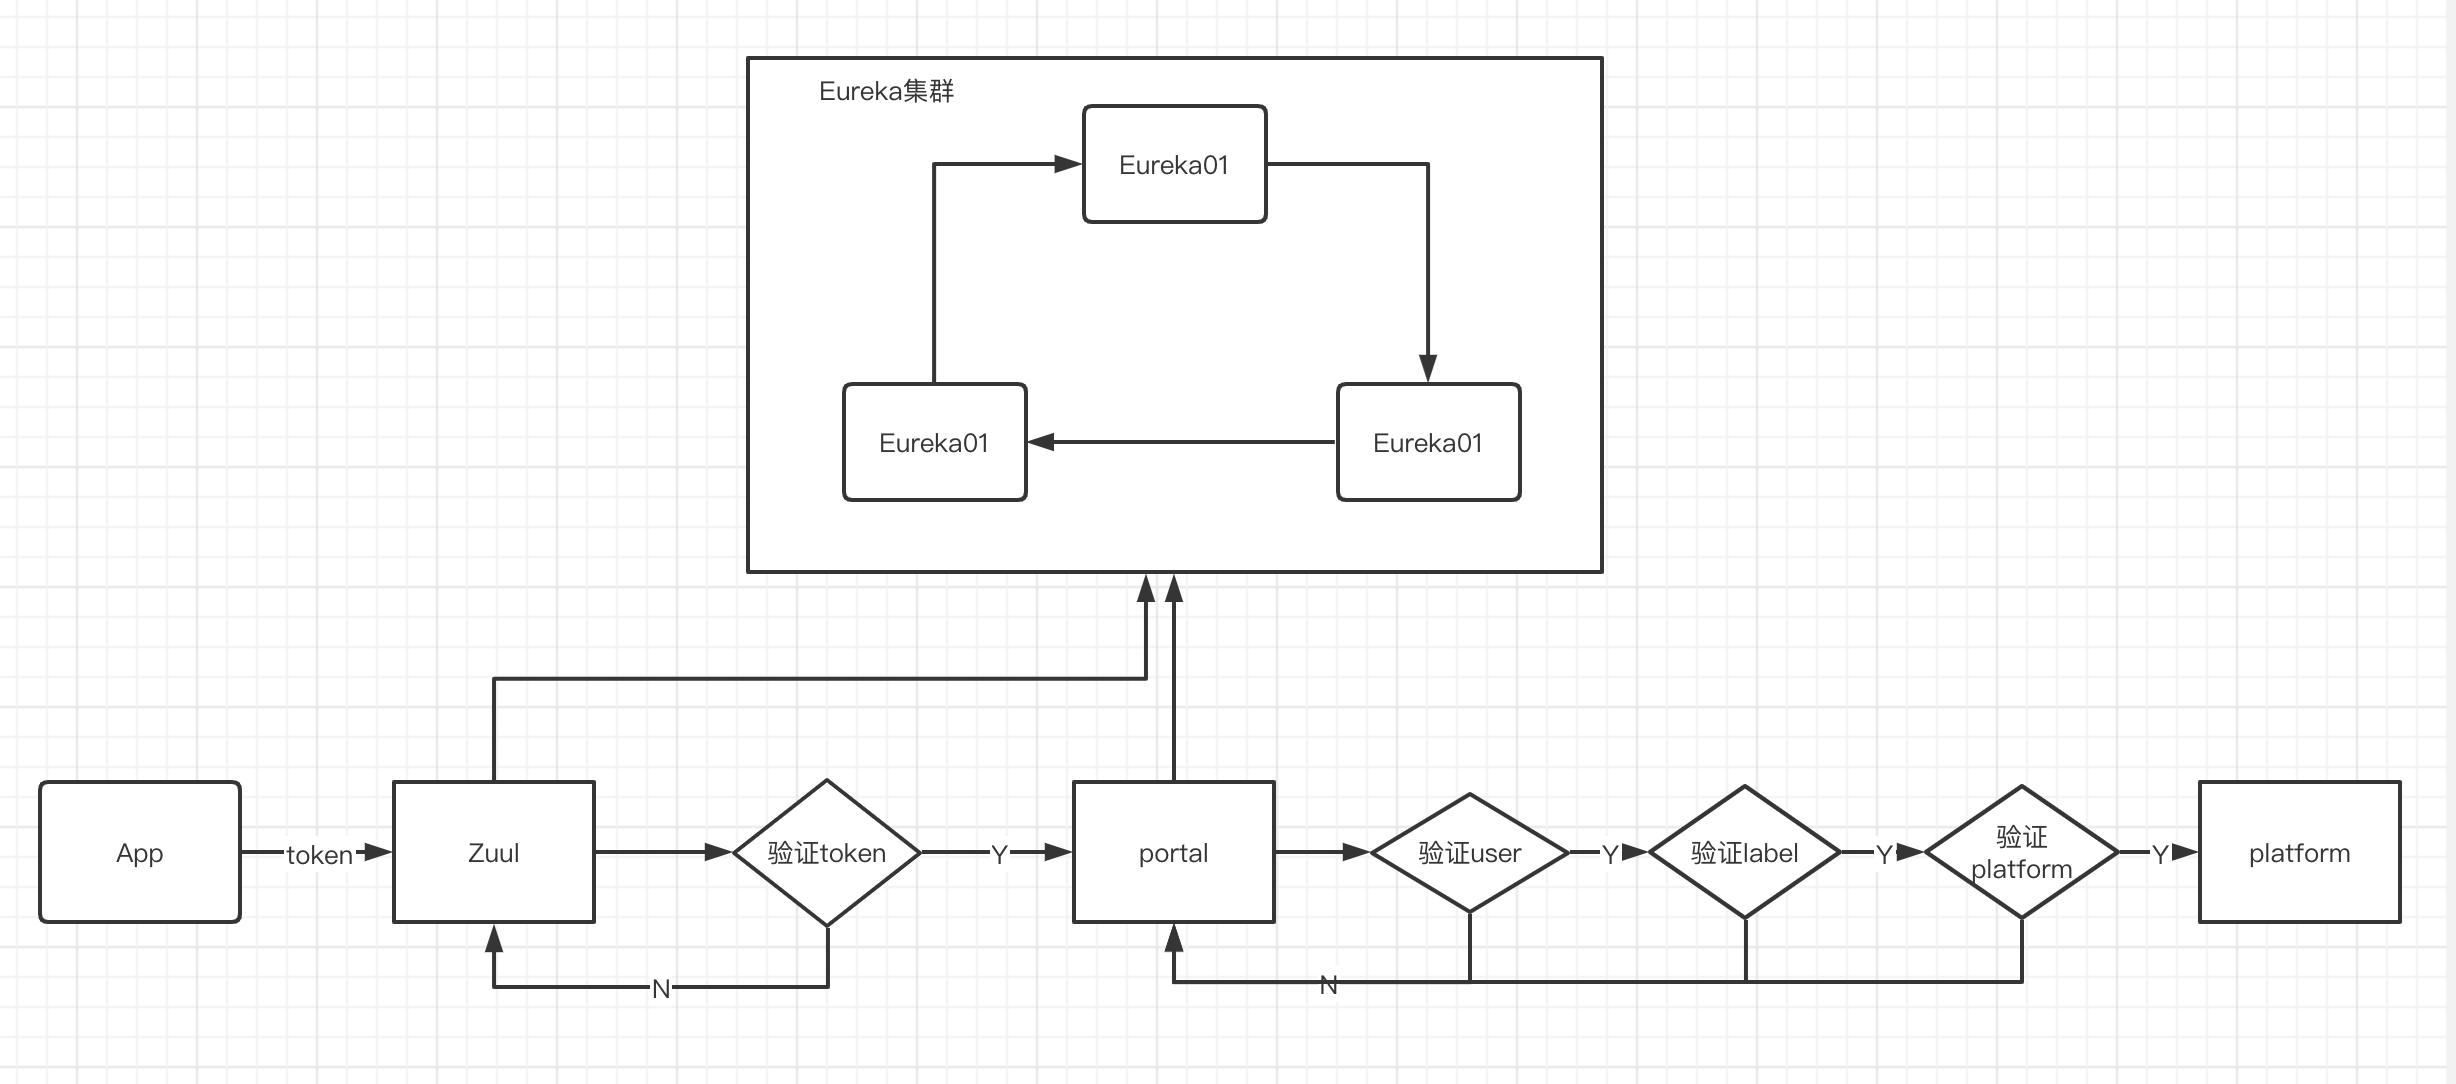 Eureka集群
Eureka01
Eureka01
Eureka01
App
token
Zuul
验证token
Y
portal
验证user
Y
验证label
Y
验证
platform
Y
platform
N
N